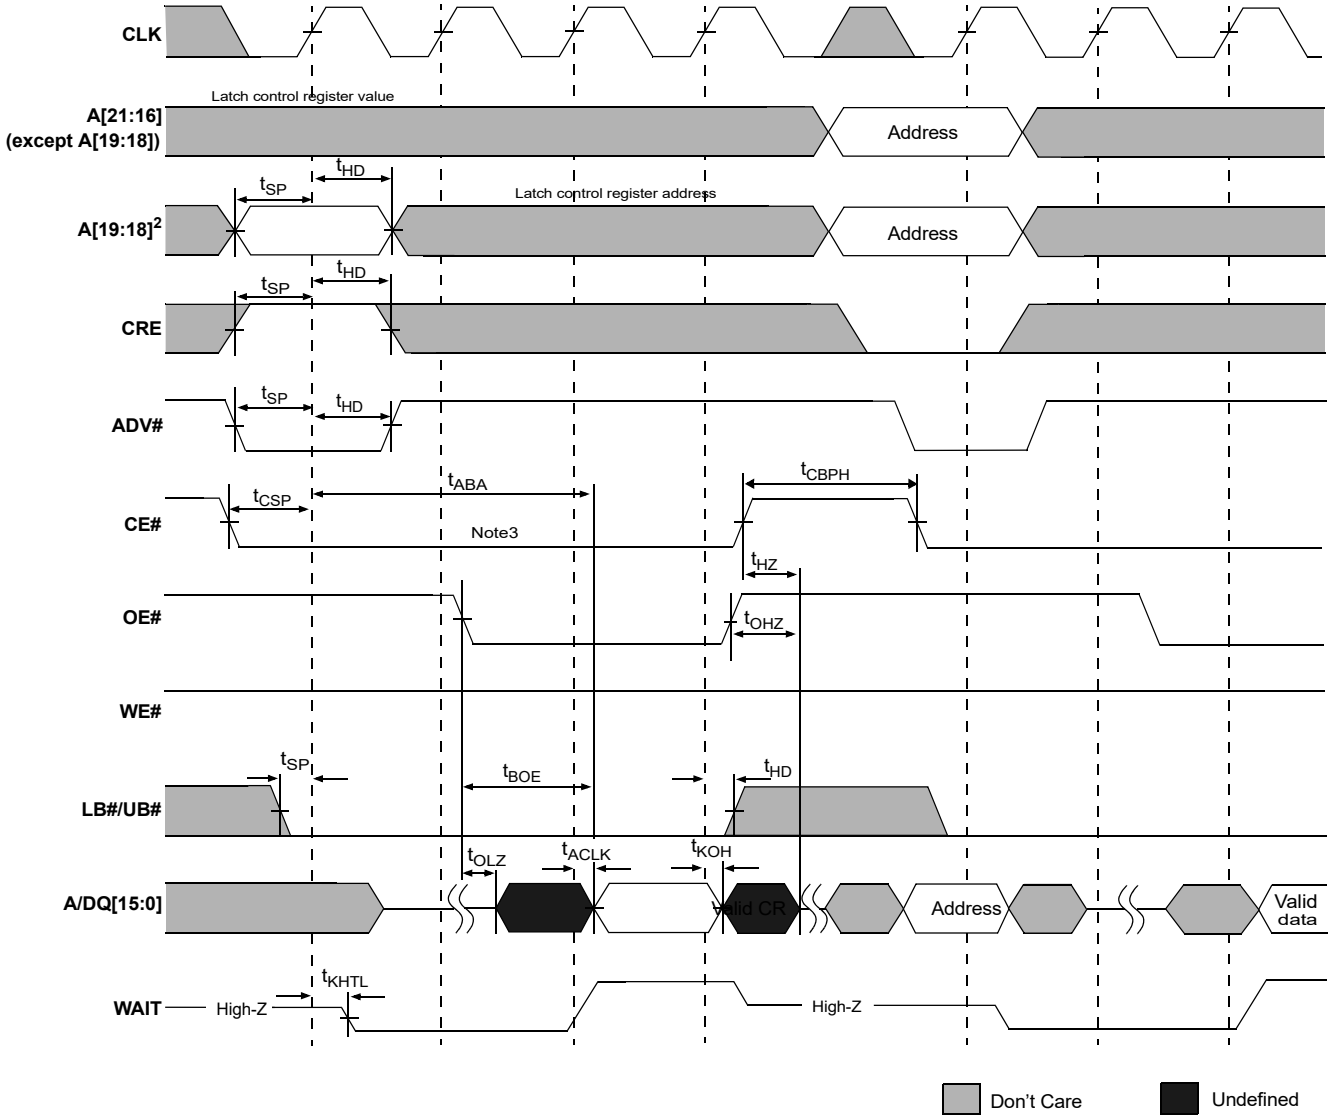 CLK
Latch control register value
A[21:16]
(except A[19:18])
Address
tSP
tHD
Latch control register address
A[19:18]2
Address
tSP
tHD
CRE
tSP
tHD
ADV#
tCSP
tABA
tCBPH
CE#
Note3
tHZ
OE#
tOHZ
WE#
tSP
tBOE
tHD
LB#/UB#
tOLZ
tACLK
tKOH
A/DQ[15:0]
Valid CR
Address
Valid
data
tKHTL
WAIT
High-Z
High-Z
Don't Care
Undefined